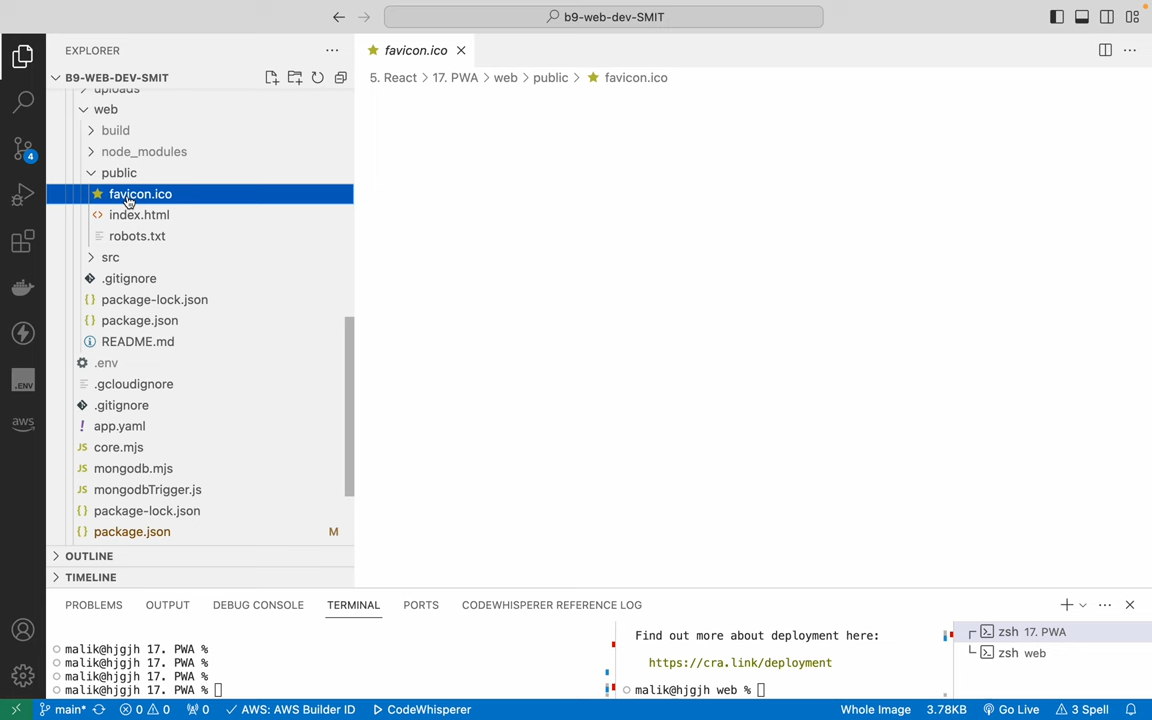 b9-web-dev-SMIT
EXPLORER
favicon.ico
B9-WEB-DEV-SMIT
5. React > 17. PWA > web > public > favicon.ico
uploads
web
build
node_modules
public
favicon.ico
index.html
robots.txt
src
.gitignore
package-lock.json
package.json
README.md
.env
.gcloudignore
.gitignore
app.yaml
core.mjs
mongodb.mjs
mongodbTrigger.js
package-lock.json
package.json M
OUTLINE
TIMELINE
4
.ENV
aws
PROBLEMS OUTPUT DEBUG CONSOLE TERMINAL PORTS CODEWHISPERER REFERENCE LOG
malik@hjgjh 17. PWA %
malik@hjgjh 17. PWA %
malik@hjgjh 17. PWA %
malik@hjgjh 17. PWA %
Find out more about deployment here:
https://cra.link/deployment
malik@hjgjh web %
zsh 17. PWA
zsh web
main* 0 0 0 AWS: AWS Builder ID CodeWhisperer Whole Image 3.78KB Go Live 3 Spell